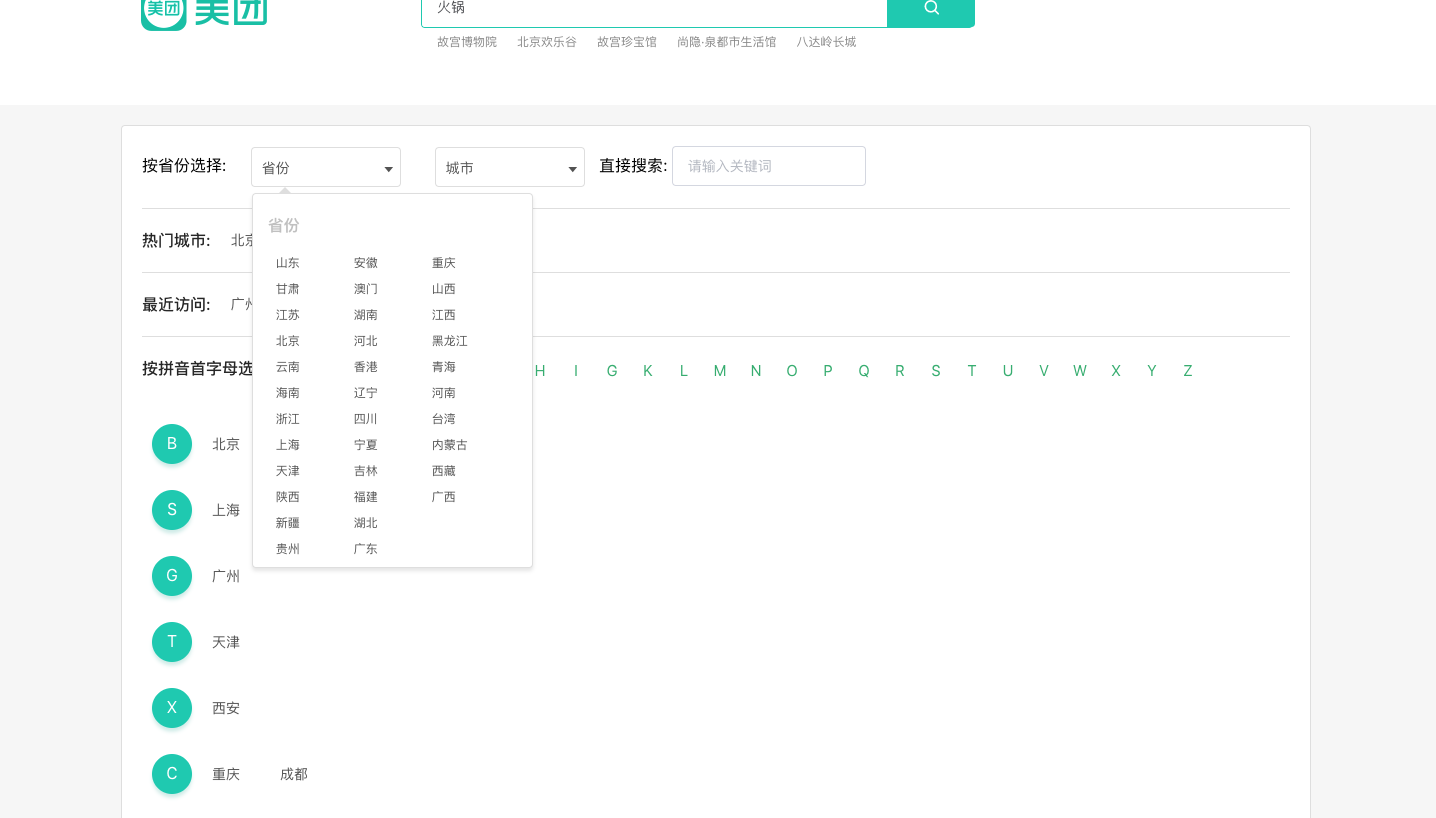 美团 美团
火锅
故宫博物院 北京欢乐谷 故宫珍宝馆 尚隐·泉都市生活馆 八达岭长城
按省份选择: 省份 城市 直接搜索: 请输入关键词
省份
热门城市: 北京
山东 安徽 重庆
甘肃 澳门 山西
最近访问: 广州
江苏 湖南 江西
北京 河北 黑龙江
按拼音首字母选 H I G K L M N O P Q R S T U V W X Y Z
云南 香港 青海
海南 辽宁 河南
浙江 四川 台湾
B 北京
上海 宁夏 内蒙古
天津 吉林 西藏
陕西 福建 广西
S 上海
新疆 湖北
贵州 广东
G 广州
T 天津
X 西安
C 重庆 成都